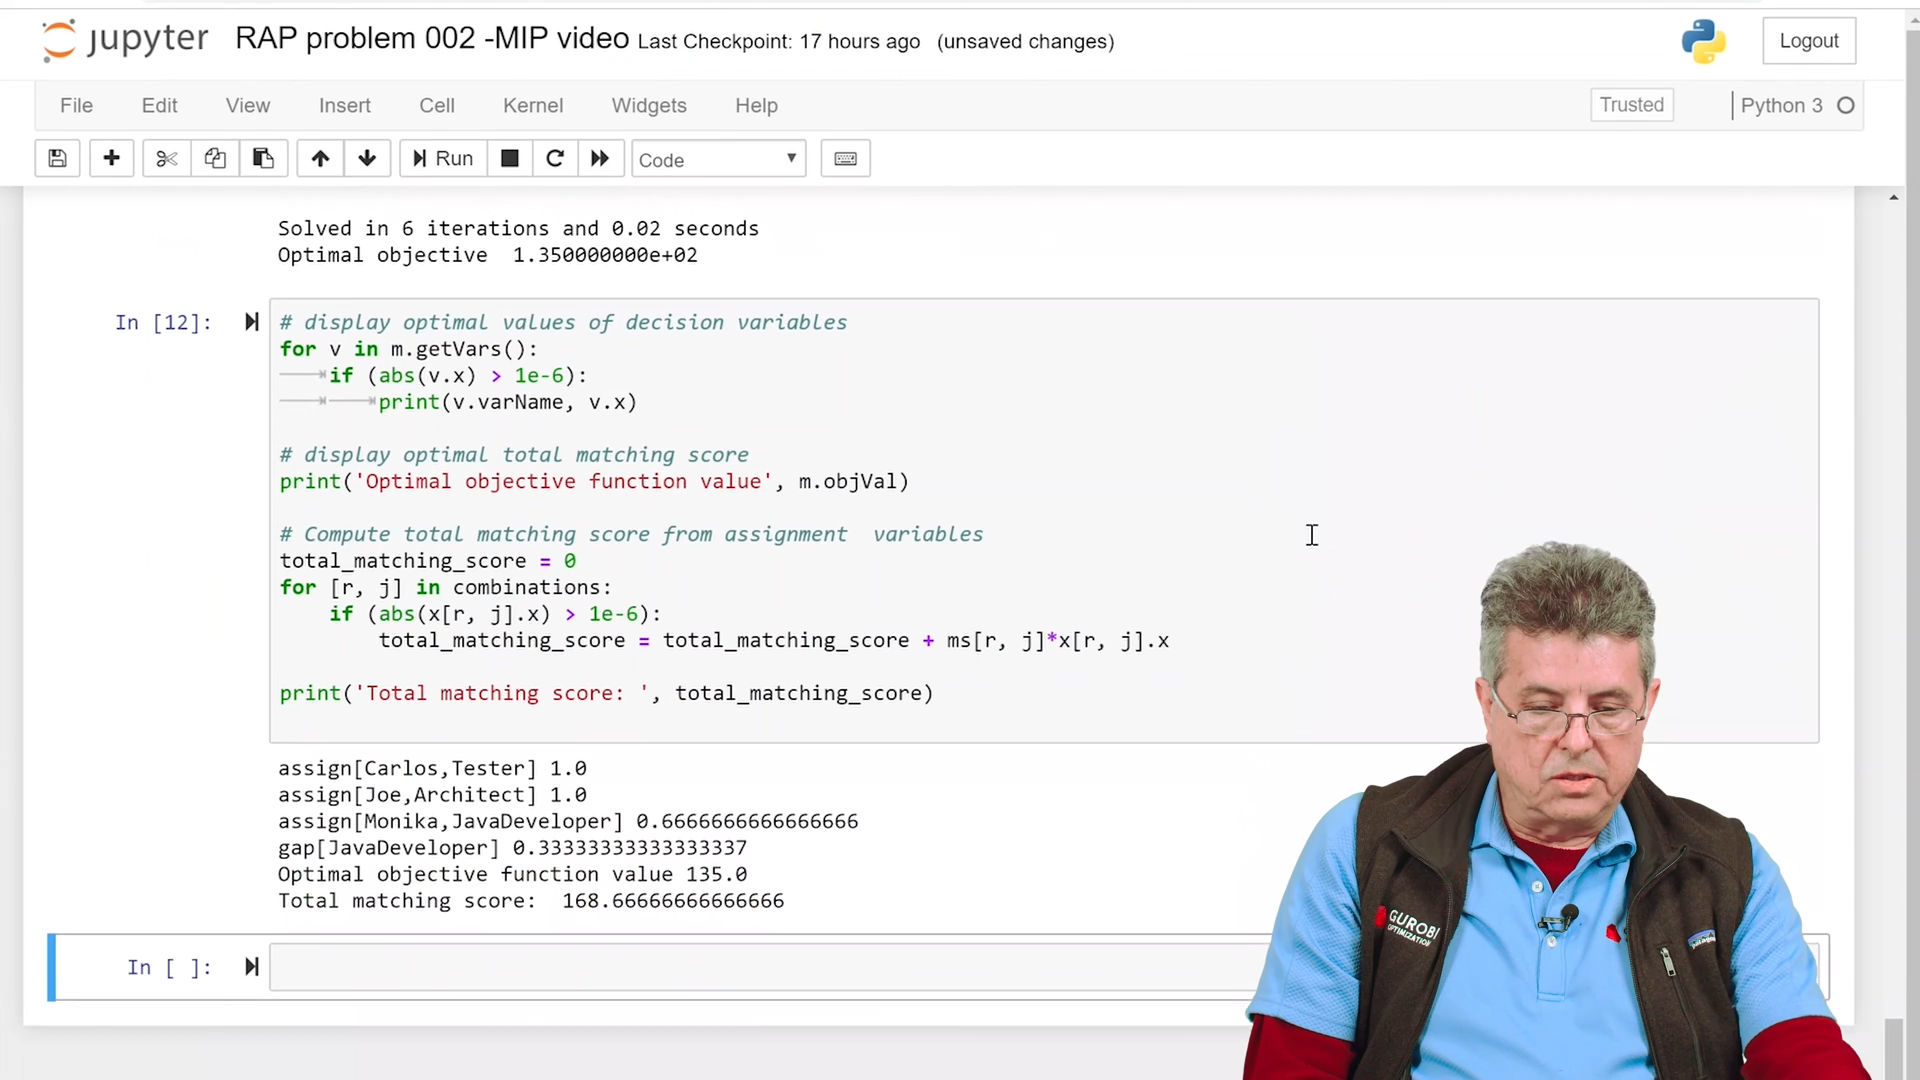 jupyter RAP problem 002 -MIP video Last Checkpoint: 17 hours ago (unsaved changes) Logout
File Edit View Insert Cell Kernel Widgets Help Trusted Python 3
Run Code
Solved in 6 iterations and 0.02 seconds
Optimal objective 1.350000000e+02
In [12]:
# display optimal values of decision variables
for v in m.getVars():
if (abs(v.x) > 1e-6):
print(v.varName, v.x)
# display optimal total matching score
print('Optimal objective function value', m.objVal)
# Compute total matching score from assignment variables
total_matching_score = 0
for [r, j] in combinations:
if (abs(x[r, j].x) > 1e-6):
total_matching_score = total_matching_score + ms[r, j]*x[r, j].x
print('Total matching score: ', total_matching_score)
assign[Carlos,Tester] 1.0
assign[Joe,Architect] 1.0
assign[Monika,JavaDeveloper] 0.6666666666666666
gap[JavaDeveloper] 0.33333333333333337
Optimal objective function value 135.0
Total matching score: 168.66666666666666
In [ ]:
GUROBI
OPTIMIZATION
patagonia